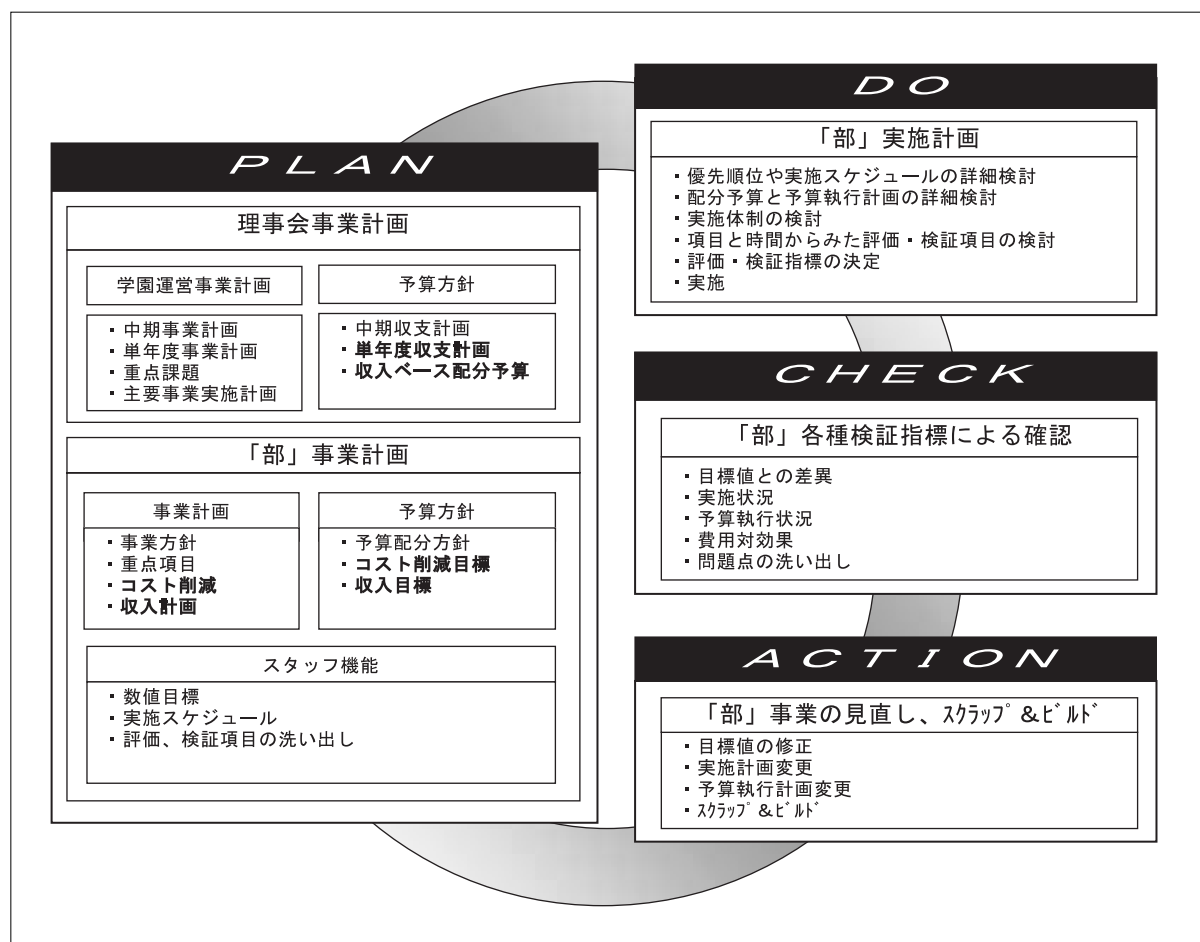 PLAN
理事会事業計画
学園運営事業計画
・中期事業計画
・単年度事業計画
・重点課題
・主要事業実施計画
予算方針
・中期収支計画
・単年度収支計画
・収入ベース配分予算
「部」事業計画
事業計画
・事業方針
・重点項目
・コスト削減
・収入計画
予算方針
・予算配分方針
・コスト削減目標
・収入目標
スタッフ機能
・数値目標
・実施スケジュール
・評価、検証項目の洗い出し
DO
「部」実施計画
・優先順位や実施スケジュールの詳細検討
・配分予算と予算執行計画の詳細検討
・実施体制の検討
・項目と時間からみた評価・検証項目の検討
・評価・検証指標の決定
・実施
CHECK
「部」各種検証指標による確認
・目標値との差異
・実施状況
・予算執行状況
・費用対効果
・問題点の洗い出し
ACTION
「部」事業の見直し、ｽｸﾗｯﾌﾟ&ﾋﾞﾙﾄﾞ
・目標値の修正
・実施計画変更
・予算執行計画変更
・ｽｸﾗｯﾌﾟ&ﾋﾞﾙﾄﾞ